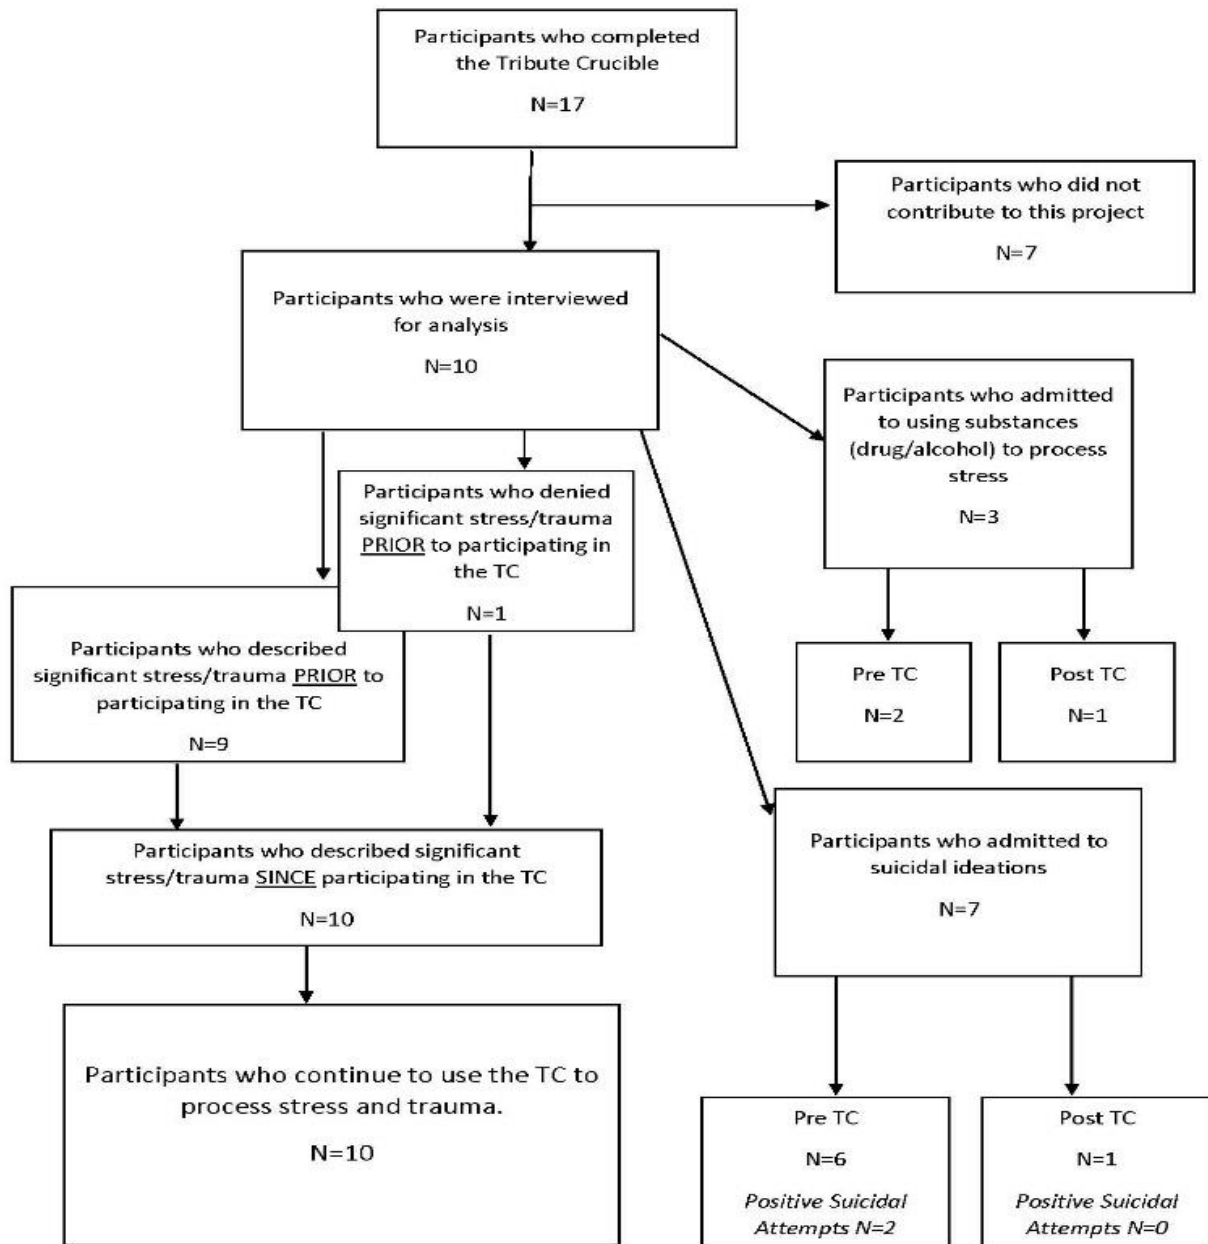 Participants who completed
the Tribute Crucible
N=17
Participants who did not
contribute to this project
N=7
Participants who were interviewed
for analysis
N=10
Participants who admitted
to using substances
(drug/alcohol) to process
stress
N=3
Participants who denied
significant stress/trauma
PRIOR to participating in
the TC
N=1
Participants who described
significant stress/trauma PRIOR to
participating in the TC
N=9
Pre TC
N=2
Post TC
N=1
Participants who described significant
stress/trauma SINCE participating in the TC
N=10
Participants who admitted to
suicidal ideations
N=7
Participants who continue to use the TC to
process stress and trauma.
N=10
Pre TC
N=6
Positive Suicidal
Attempts N=2
Post TC
N=1
Positive Suicidal
Attempts N=0